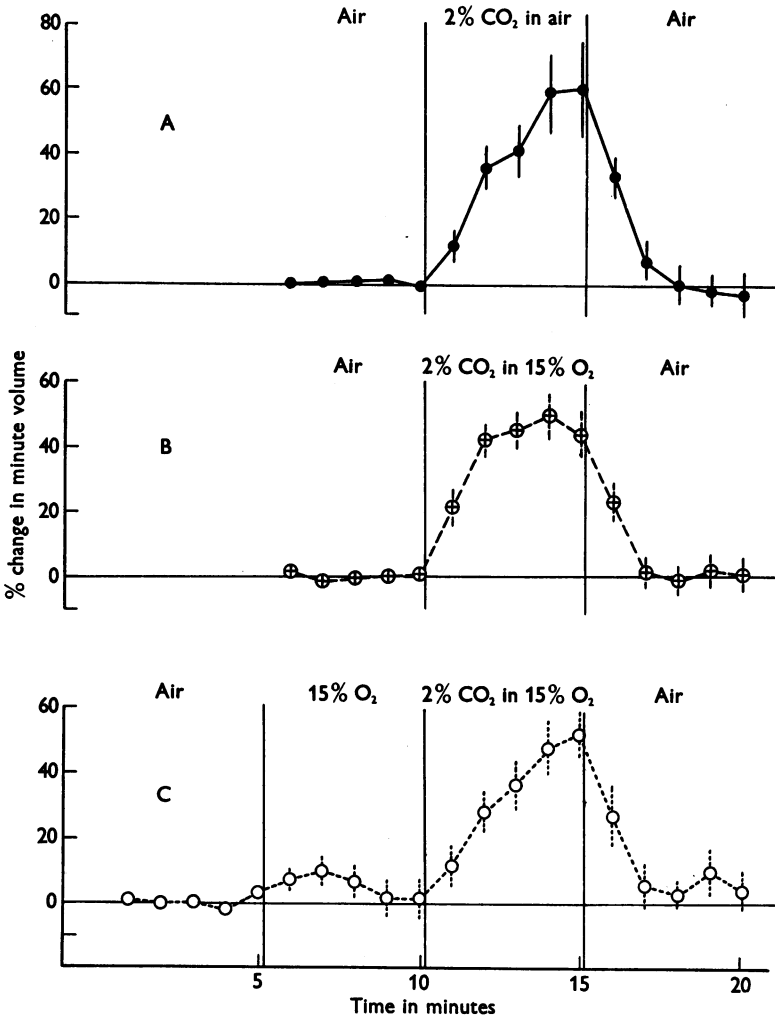 Air 2% CO₂ in air Air
80
60
A
40
20
0
Air 2% CO₂ in 15% O₂ Air
60
B
40
20
0
% change in minute volume
Air 15% O₂ 2% CO₂ in 15% O₂ Air
60
40
C
20
0
5 10 15 20
Time in minutes